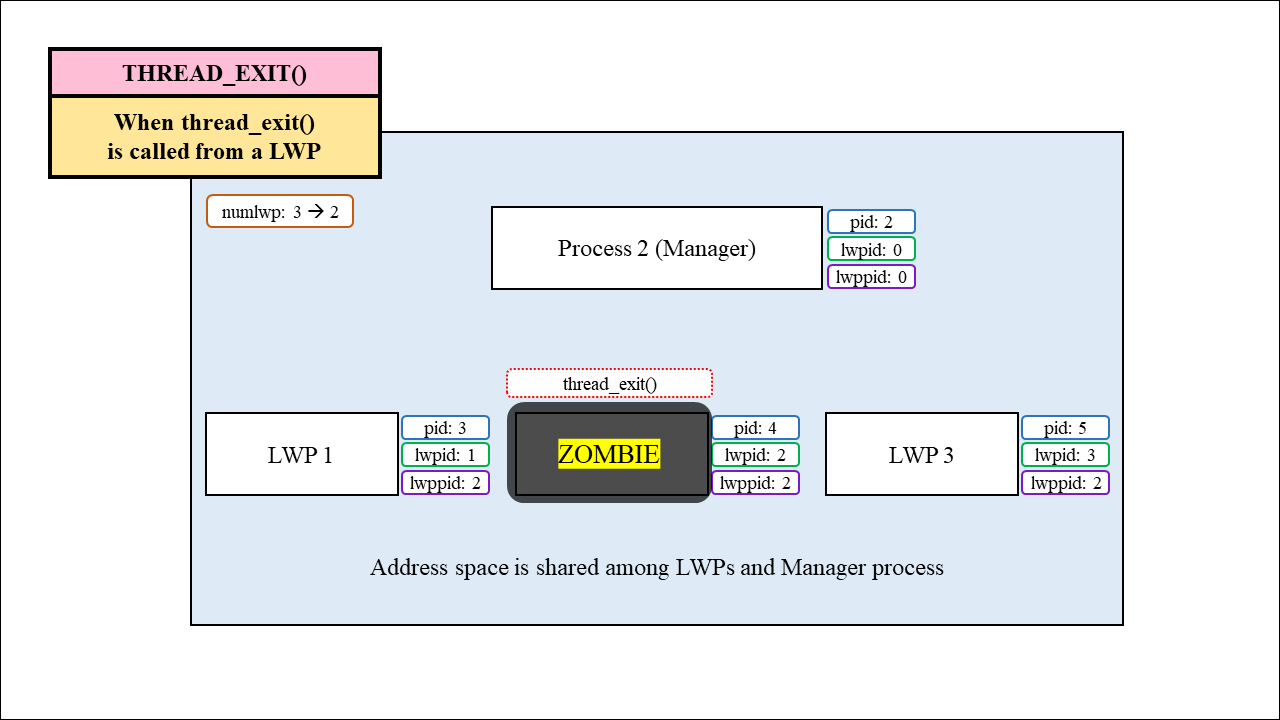 THREAD_EXIT()
When thread_exit()
is called from a LWP
numlwp: 3 → 2
Process 2 (Manager)
pid: 2
lwpid: 0
lwppid: 0
thread_exit()
LWP 1
pid: 3
lwpid: 1
lwppid: 2
ZOMBIE
pid: 4
lwpid: 2
lwppid: 2
LWP 3
pid: 5
lwpid: 3
lwppid: 2
Address space is shared among LWPs and Manager process